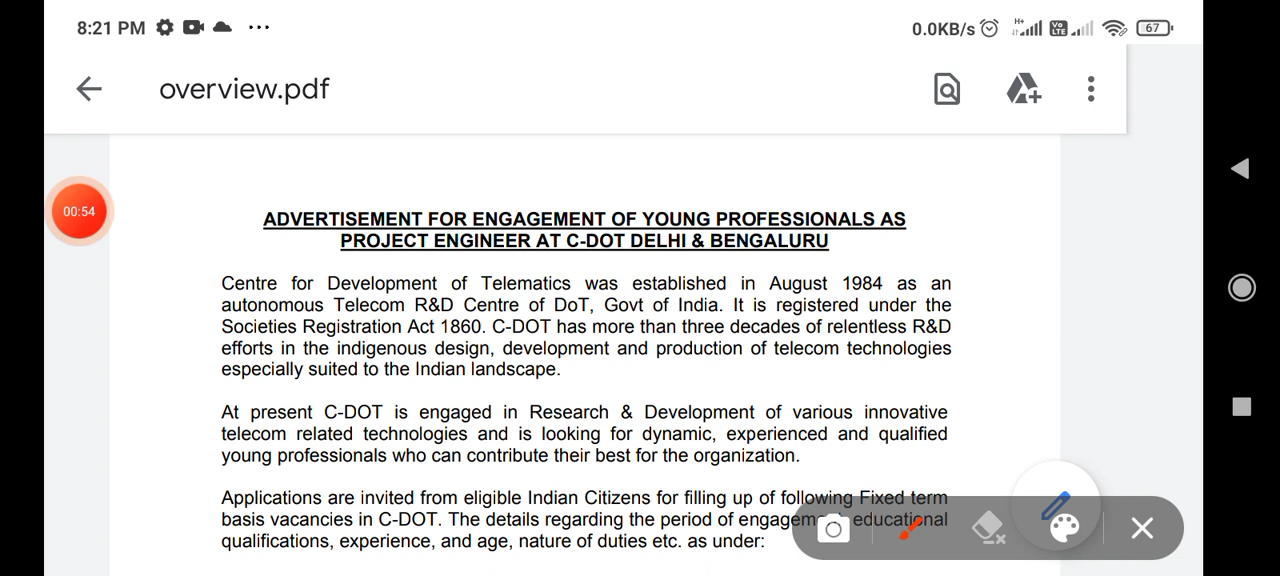 8:21 PM
0.0KB/s H+ Vo LTE 67
overview.pdf
00:54
ADVERTISEMENT FOR ENGAGEMENT OF YOUNG PROFESSIONALS AS
PROJECT ENGINEER AT C-DOT DELHI & BENGALURU
Centre for Development of Telematics was established in August 1984 as an
autonomous Telecom R&D Centre of DoT, Govt of India. It is registered under the
Societies Registration Act 1860. C-DOT has more than three decades of relentless R&D
efforts in the indigenous design, development and production of telecom technologies
especially suited to the Indian landscape.
At present C-DOT is engaged in Research & Development of various innovative
telecom related technologies and is looking for dynamic, experienced and qualified
young professionals who can contribute their best for the organization.
Applications are invited from eligible Indian Citizens for filling up of following Fixed term
basis vacancies in C-DOT. The details regarding the period of engagement, educational
qualifications, experience, and age, nature of duties etc. as under: